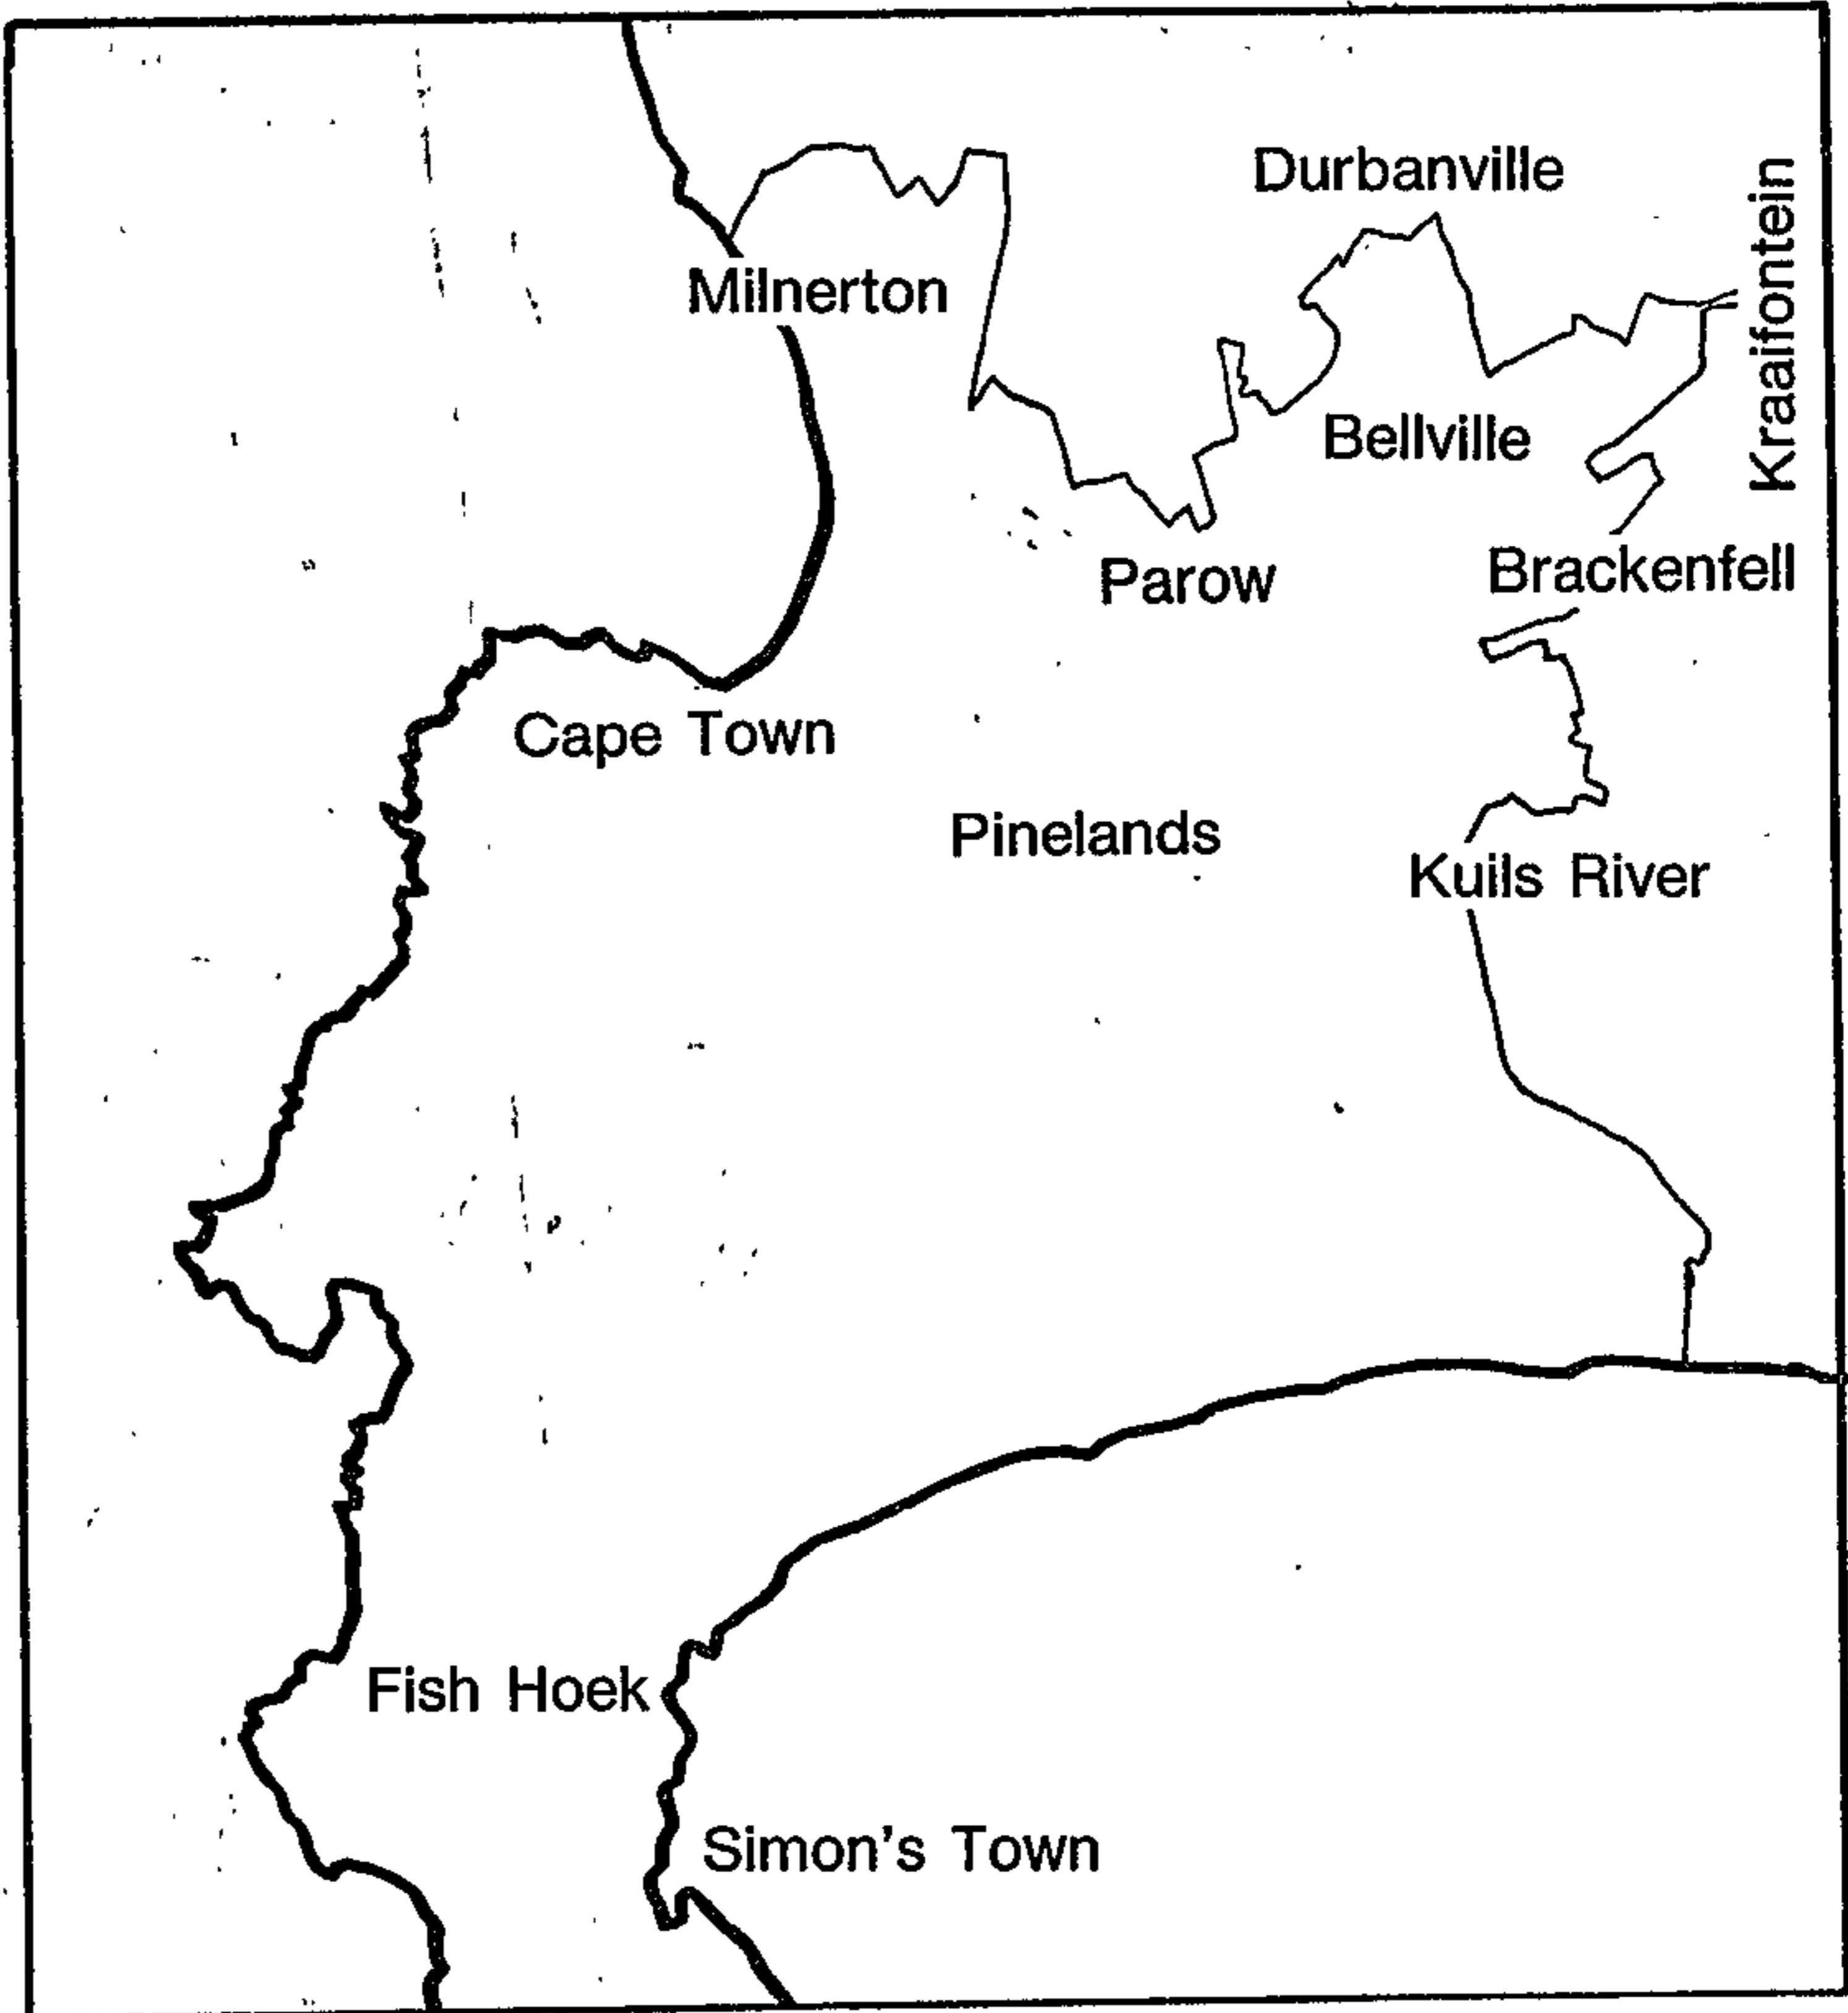 Durbanville
Kraaifontein
Milnerton
Bellville
Parow
Brackenfell
Cape Town
Pinelands
Kuils River
Fish Hoek
Simon's Town